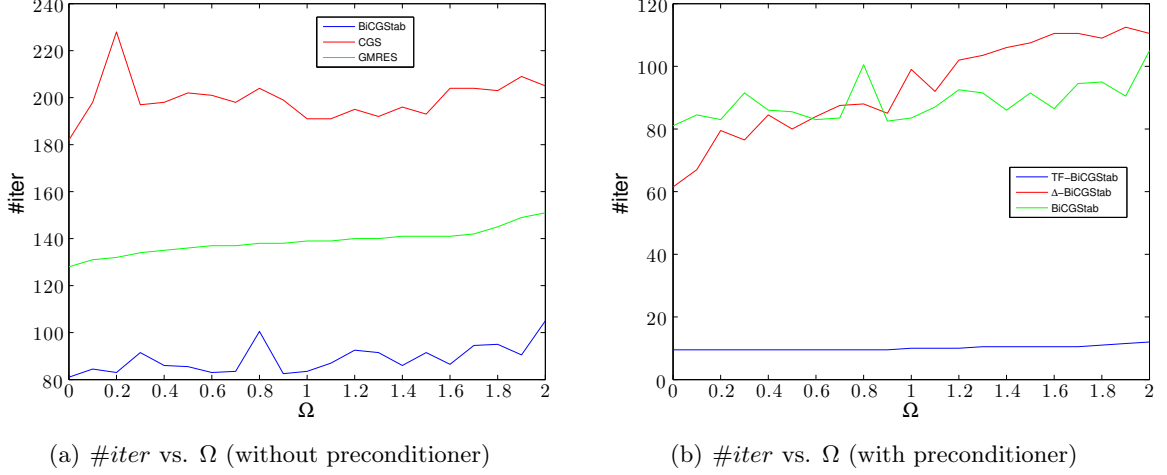 240
220
200
180
160
140
120
100
80
#iter
BiCGStab
CGS
GMRES
0 0.2 0.4 0.6 0.8 1 1.2 1.4 1.6 1.8 2
Ω
(a) #iter vs. Ω (without preconditioner)
120
100
80
60
40
20
0
#iter
TF-BiCGStab
Δ-BiCGStab
BiCGStab
0 0.2 0.4 0.6 0.8 1 1.2 1.4 1.6 1.8 2
Ω
(b) #iter vs. Ω (with preconditioner)